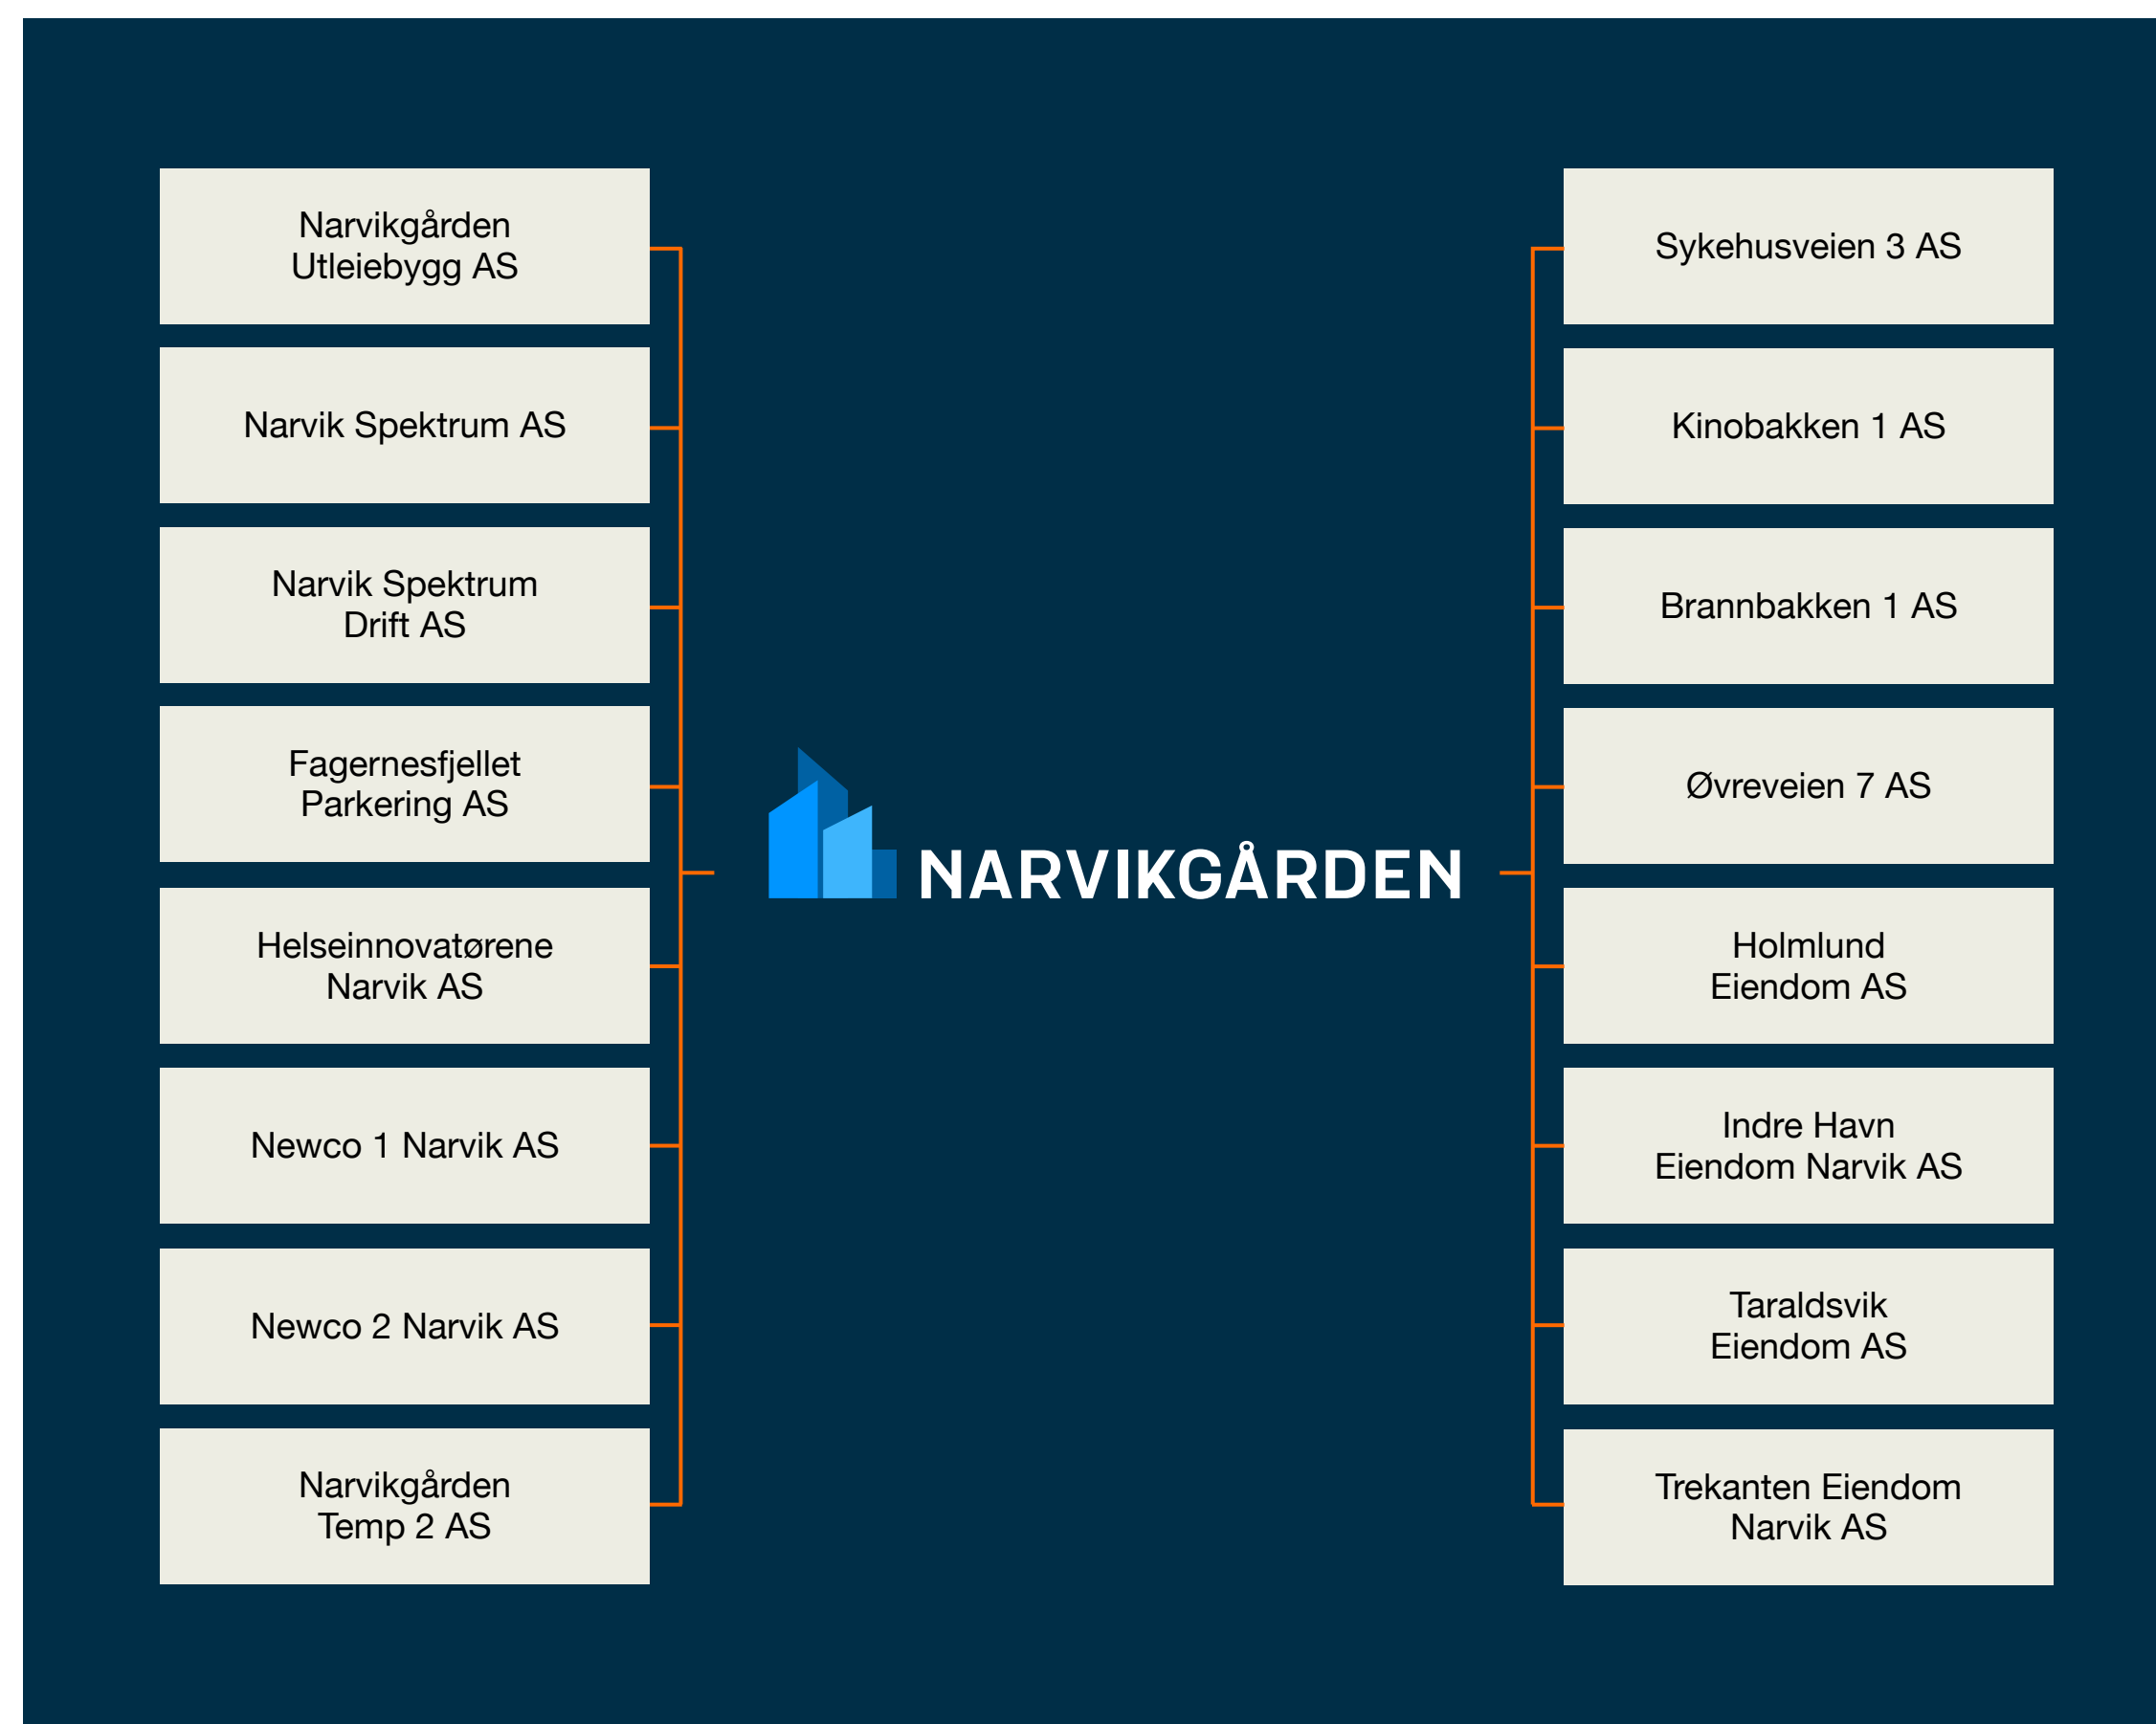 Narvikgården
Utleiebygg AS
Narvik Spektrum AS
Narvik Spektrum
Drift AS
Fagernesfjellet
Parkering AS
Helseinnovatørene
Narvik AS
Newco 1 Narvik AS
Newco 2 Narvik AS
Narvikgården
Temp 2 AS
NARVIKGÅRDEN
Sykehusveien 3 AS
Kinobakken 1 AS
Brannbakken 1 AS
Øvreveien 7 AS
Holmlund
Eiendom AS
Indre Havn
Eiendom Narvik AS
Taraldsvik
Eiendom AS
Trekanten Eiendom
Narvik AS